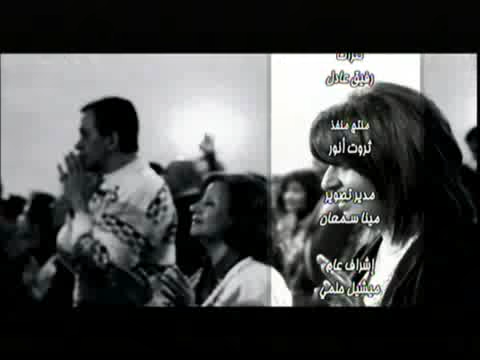 رفيق عادل
منتج منفذ
ثروت أنور
مدير تصوير
مينا سمعان
إشراف عام
ميشيل حلمي